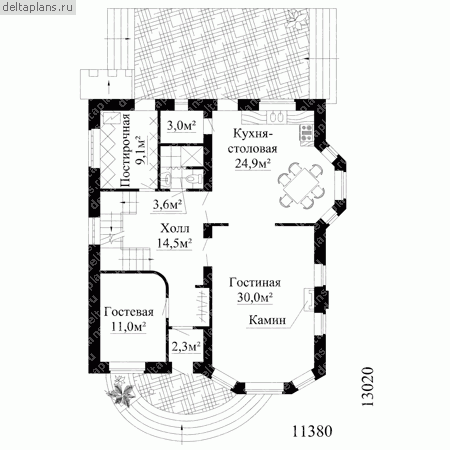 deltaplans.ru
Постирочная
9,1м²
3,0м²
Кухня-
столовая
24,9м²
3,6м²
Холл
14,5м²
Гостиная
30,0м²
Гостевая
11,0м²
Камин
2,3м²
11380
13020